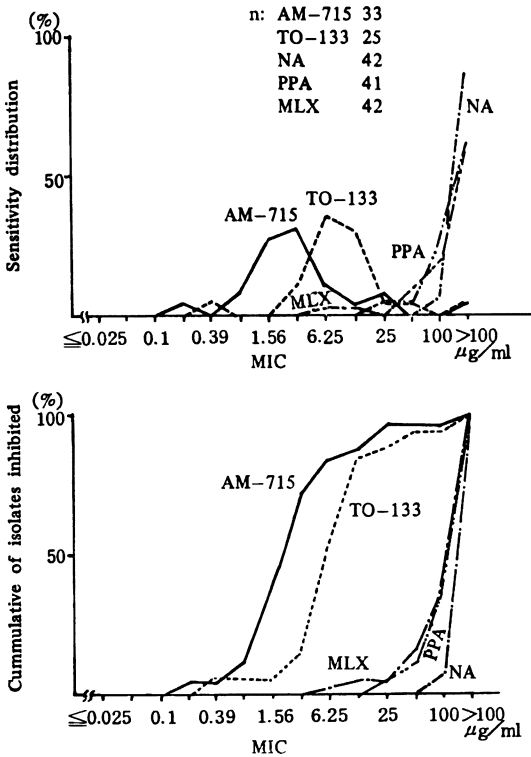 (%)
100
50
Sensitivity distribution
n: AM-715 33
TO-133 25
NA 42
PPA 41
MLX 42
AM-715
TO-133
MLX
PPA
NA
≦0.025 0.1 0.39 1.56 6.25 25 100 >100
μg/ml
MIC
(%)
100
50
Cummulative of isolates inhibited
AM-715
TO-133
MLX
PPA
NA
≦0.025 0.1 0.39 1.56 6.25 25 100 >100
μg/ml
MIC